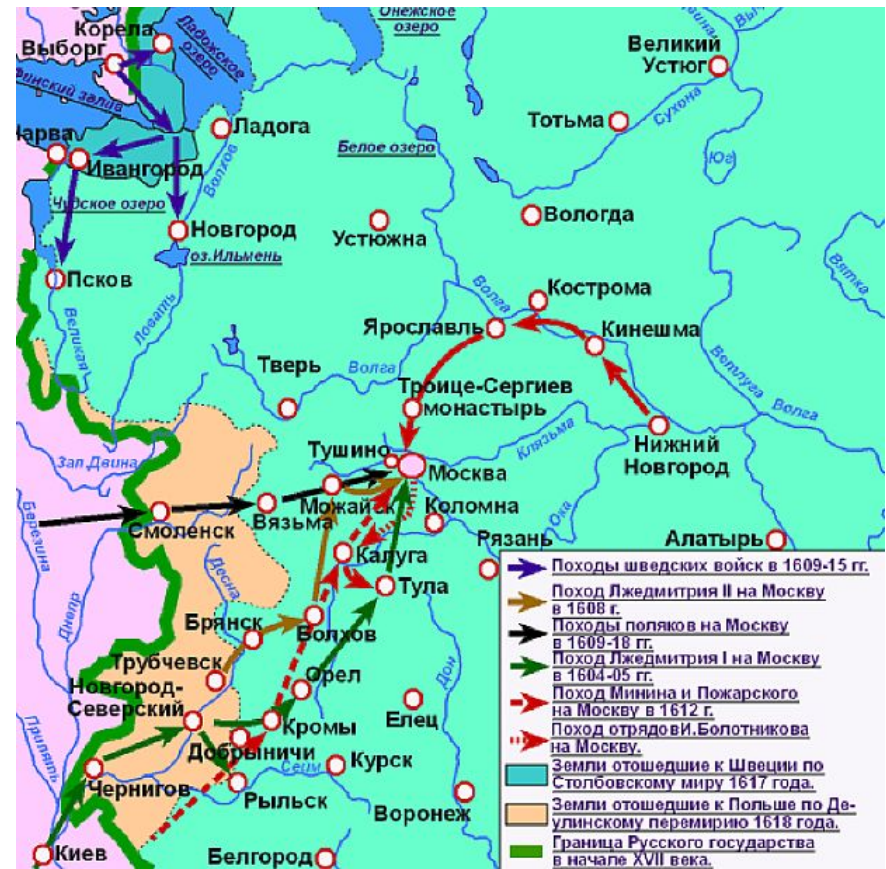 Корела
Выборг
Ладожское
озеро
Онежское
озеро
Финский залив
Нарва
Ивангород
Ладога
Волхов
Чудское озеро
Новгород
оз.Ильмень
Псков
Великая
Ловать
Белое озеро
Устюжна
Великий
Устюг
Тотьма
Сухона
Юг
Вологда
Вятка
Кострома
Волга
Ярославль
Кинешма
Ветлуга
Волга
Тверь
Волга
Троице-Сергиев
монастырь
Клязьма
Нижний
Новгород
Зап.Двина
Тушино
Москва
Можайск
Вязьма
Смоленск
Коломна
Ока
Рязань
Алатырь
Березина
Днепр
Десна
Калуга
Тула
Брянск
Волхов
Трубчевск
Новгород-
Северский
Орел
Кромы
Дон
Елец
Добрыничи
Припять
Чернигов
Сейм
Курск
Рыльск
Воронеж
Киев
Белгород
Походы шведских войск в 1609-15 гг.
Поход Лжедмитрия II на Москву
в 1608 г.
Походы поляков на Москву
в 1609-18 гг.
Поход Лжедмитрия I на Москву
в 1604-05 гг.
Поход Минина и Пожарского
на Москву в 1612 г.
Поход отрядовИ.Болотникова
на Москву.
Земли отошедшие к Швеции по
Столбовскому миру 1617 года.
Земли отошедшие к Польше по Де-
улинскому перемирию 1618 года.
Граница Русского государства
в начале XVII века.